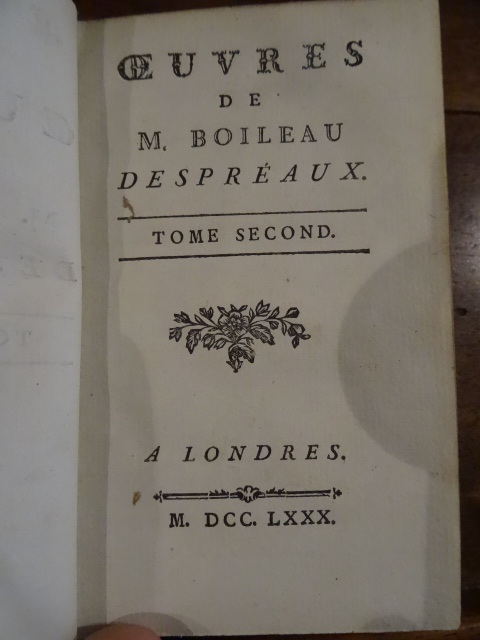 ŒUVRES
DE
M. BOILEAU
DESPRÉAUX.
TOME SECOND.
A LONDRES.
M. DCC. LXXX.